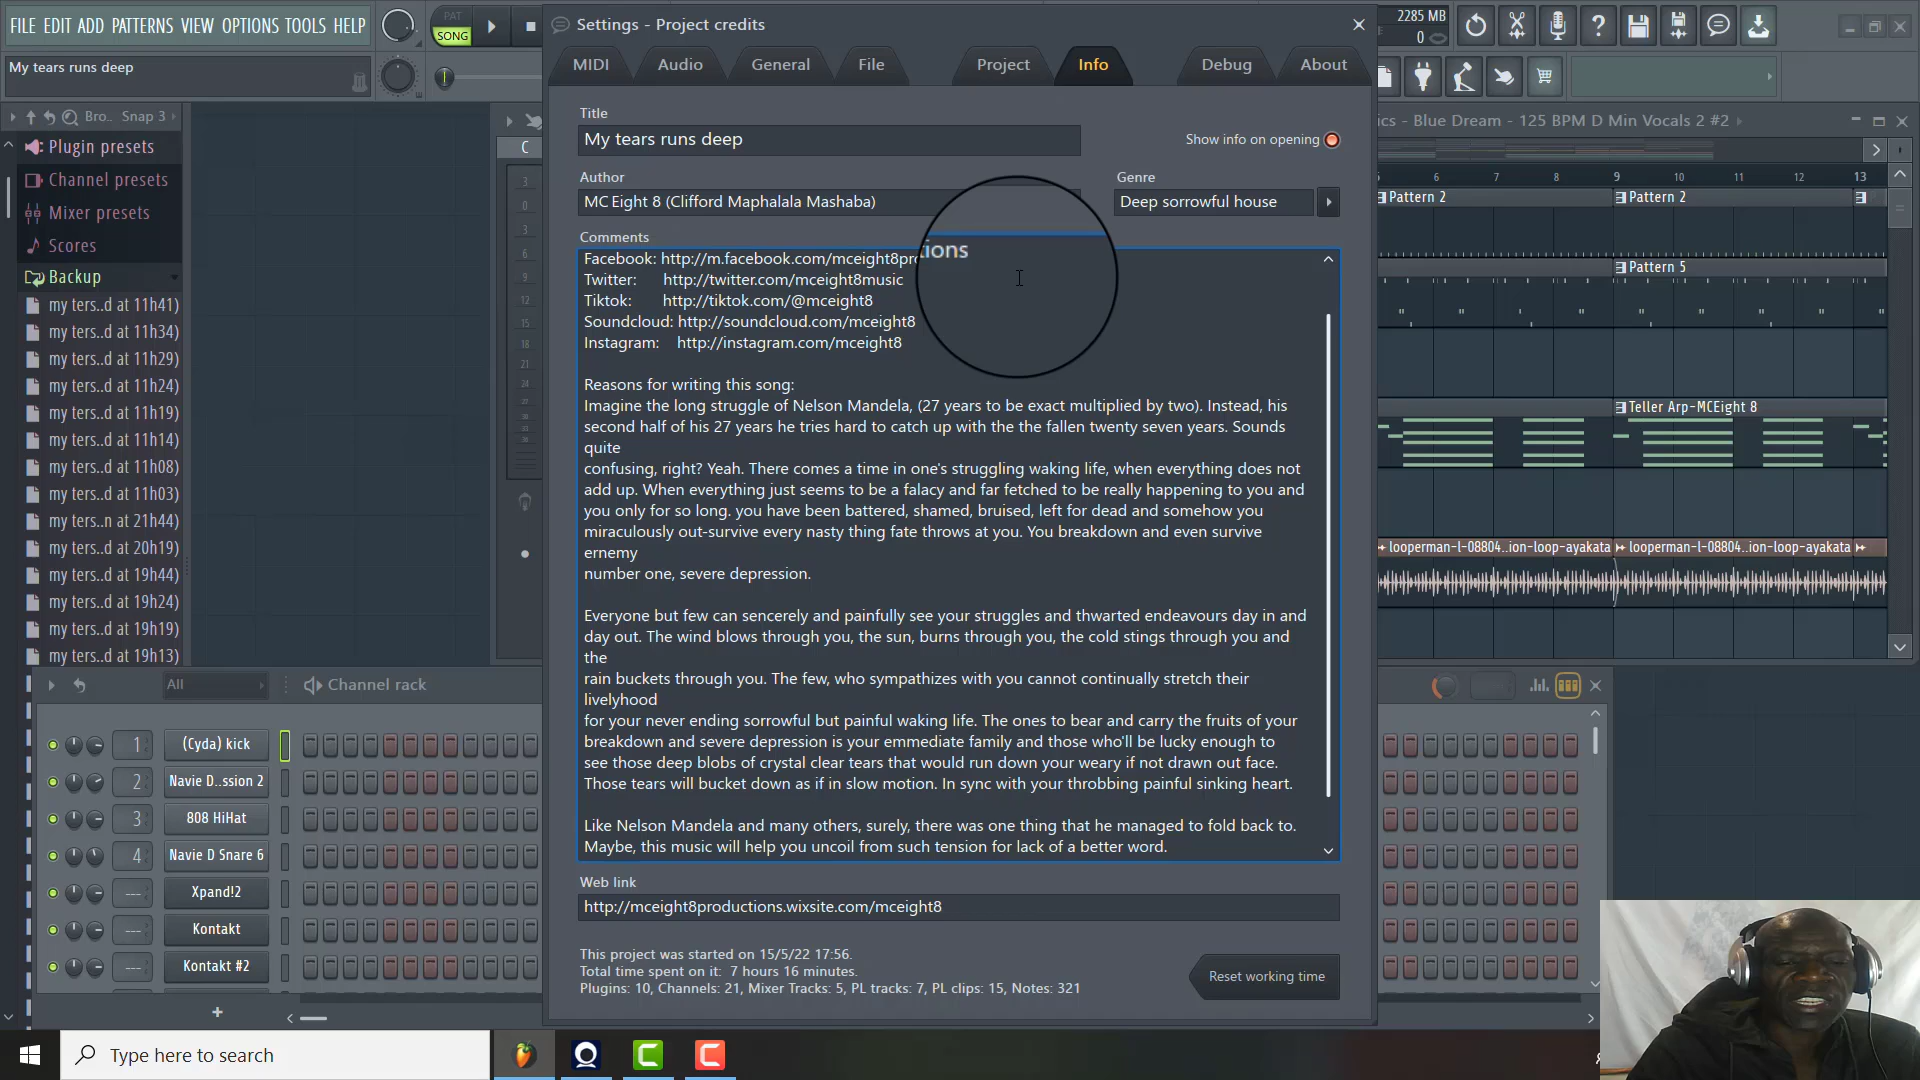 FILE EDIT ADD PATTERNS VIEW OPTIONS TOOLS HELP
PAT
SONG
Settings - Project credits
2285 MB
0
My tears runs deep
MIDI
Audio
General
File
Project
Info
Debug
About
Bro..
Snap 3
Plugin presets
Channel presets
Mixer presets
Scores
Backup
my ters..d at 11h41)
my ters..d at 11h34)
my ters..d at 11h29)
my ters..d at 11h24)
my ters..d at 11h19)
my ters..d at 11h14)
my ters..d at 11h08)
my ters..d at 11h03)
my ters..n at 21h44)
my ters..d at 20h19)
my ters..d at 19h44)
my ters..d at 19h24)
my ters..d at 19h19)
my ters..d at 19h13)
C
Title
My tears runs deep
Show info on opening
Author
MC Eight 8 (Clifford Maphalala Mashaba)
Genre
Deep sorrowful house
Comments
Facebook: http://m.facebook.com/mceight8pro
tions
Twitter: http://twitter.com/mceight8music
Tiktok: http://tiktok.com/@mceight8
Soundcloud: http://soundcloud.com/mceight8
Instagram: http://instagram.com/mceight8
Reasons for writing this song:
Imagine the long struggle of Nelson Mandela, (27 years to be exact multiplied by two). Instead, his
second half of his 27 years he tries hard to catch up with the the fallen twenty seven years. Sounds
quite
confusing, right? Yeah. There comes a time in one's struggling waking life, when everything does not
add up. When everything just seems to be a falacy and far fetched to be really happening to you and
you only for so long. you have been battered, shamed, bruised, left for dead and somehow you
miraculously out-survive every nasty thing fate throws at you. You breakdown and even survive
ernemy
number one, severe depression.
Everyone but few can sencerely and painfully see your struggles and thwarted endeavours day in and
day out. The wind blows through you, the sun, burns through you, the cold stings through you and
the
rain buckets through you. The few, who sympathizes with you cannot continually stretch their
livelyhood
for your never ending sorrowful but painful waking life. The ones to bear and carry the fruits of your
breakdown and severe depression is your emmediate family and those who'll be lucky enough to
see those deep blobs of crystal clear tears that would run down your weary if not drawn out face.
Those tears will bucket down as if in slow motion. In sync with your throbbing painful sinking heart.
Like Nelson Mandela and many others, surely, there was one thing that he managed to fold back to.
Maybe, this music will help you uncoil from such tension for lack of a better word.
Web link
http://mceight8productions.wixsite.com/mceight8
This project was started on 15/5/22 17:56.
Total time spent on it: 7 hours 16 minutes.
Plugins: 10, Channels: 21, Mixer Tracks: 5, PL tracks: 7, PL clips: 15, Notes: 321
Reset working time
ics - Blue Dream - 125 BPM D Min Vocals 2 #2
5 6 7 8 9 10 11 12 13
Pattern 2
Pattern 2
Pattern 5
Teller Arp-MCEight 8
looperman-l-08804..ion-loop-ayakata
looperman-l-08804..ion-loop-ayakata
All
Channel rack
1 (Cyda) kick
2 Navie D..ssion 2
3 808 HiHat
4 Navie D Snare 6
--- Xpand!2
--- Kontakt
--- Kontakt #2
Type here to search